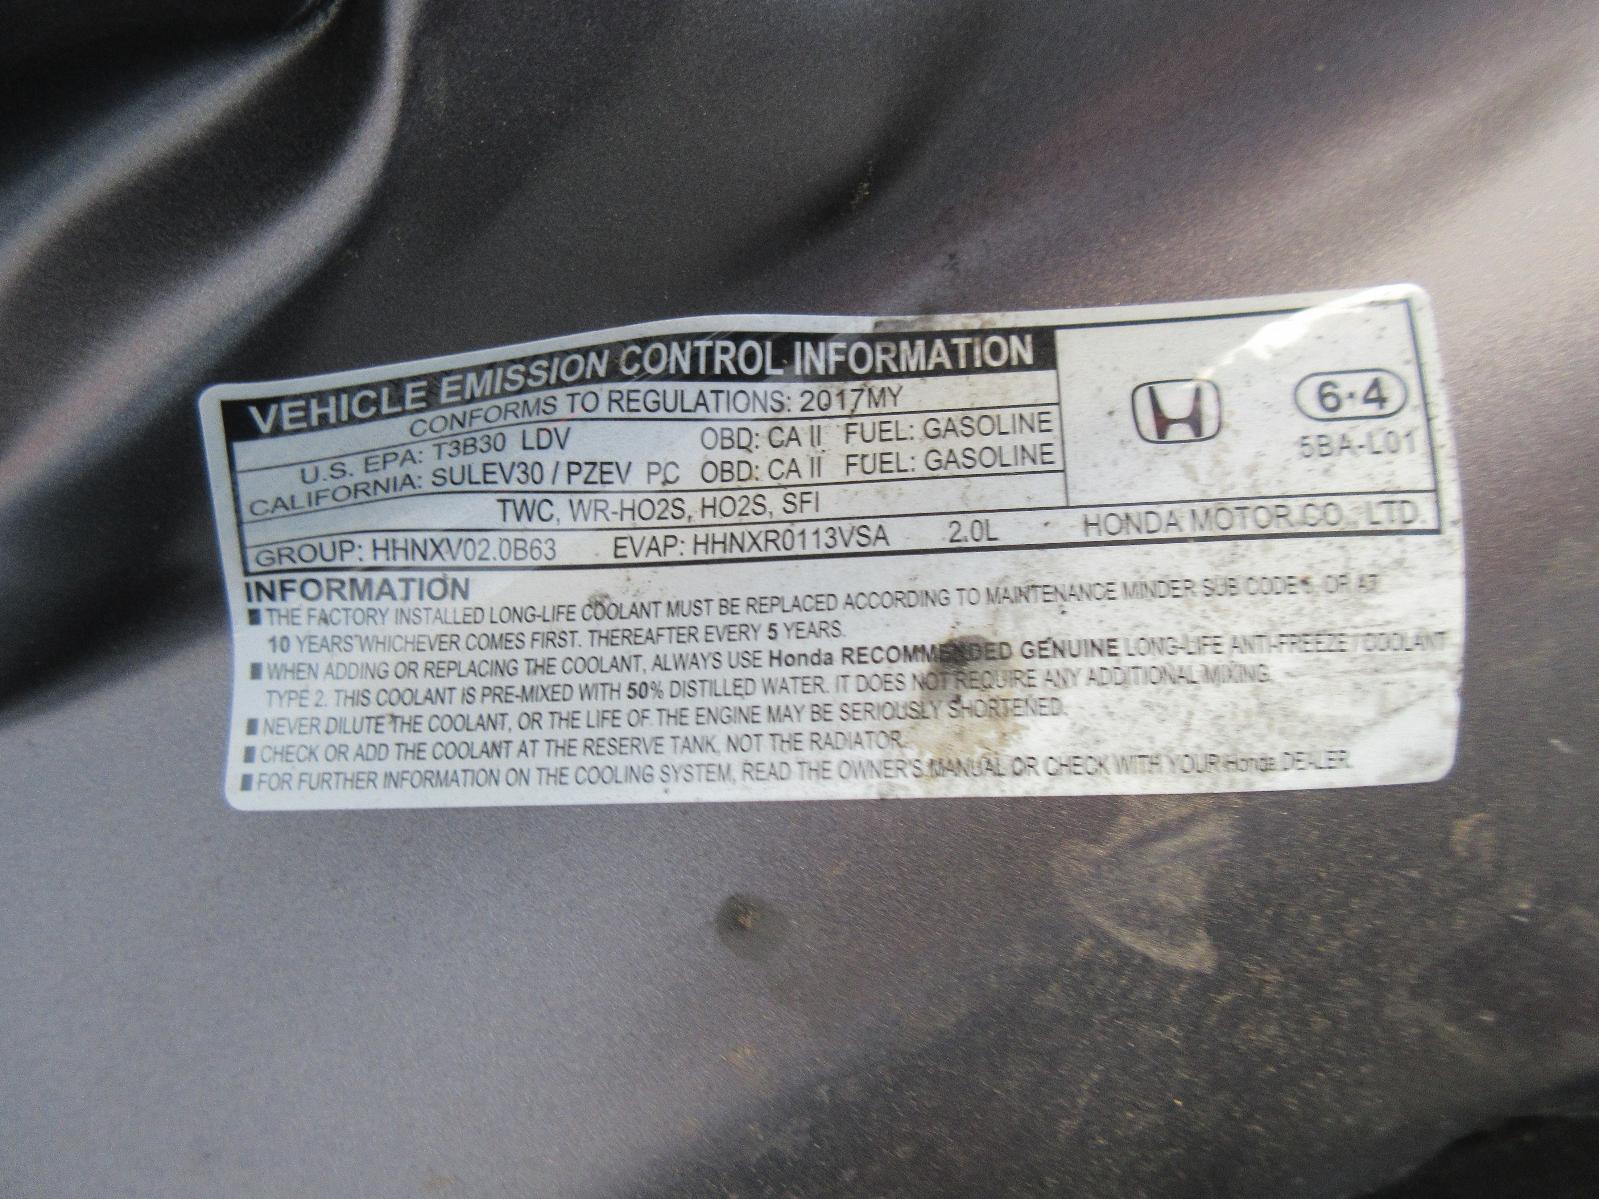 VEHICLE EMISSION CONTROL INFORMATION
CONFORMS TO REGULATIONS: 2017MY
U.S. EPA: T3B30 LDV OBD: CA II FUEL: GASOLINE
CALIFORNIA: SULEV30 / PZEV PC OBD: CA II FUEL: GASOLINE
TWC, WR-HO2S, HO2S, SFI
GROUP: HHNXV02.0B63 EVAP: HHNXR0113VSA 2.0L HONDA MOTOR CO., LTD.
6·4
5BA-L01
INFORMATION
■ THE FACTORY INSTALLED LONG-LIFE COOLANT MUST BE REPLACED ACCORDING TO MAINTENANCE MINDER SUB CODE 5, OR AT
10 YEARS WHICHEVER COMES FIRST. THEREAFTER EVERY 5 YEARS.
■ WHEN ADDING OR REPLACING THE COOLANT, ALWAYS USE Honda RECOMMENDED GENUINE LONG-LIFE ANTI-FREEZE / COOLANT
TYPE 2. THIS COOLANT IS PRE-MIXED WITH 50% DISTILLED WATER. IT DOES NOT REQUIRE ANY ADDITIONAL MIXING.
■ NEVER DILUTE THE COOLANT, OR THE LIFE OF THE ENGINE MAY BE SERIOUSLY SHORTENED.
■ CHECK OR ADD THE COOLANT AT THE RESERVE TANK, NOT THE RADIATOR.
■ FOR FURTHER INFORMATION ON THE COOLING SYSTEM, READ THE OWNER'S MANUAL OR CHECK WITH YOUR Honda DEALER.